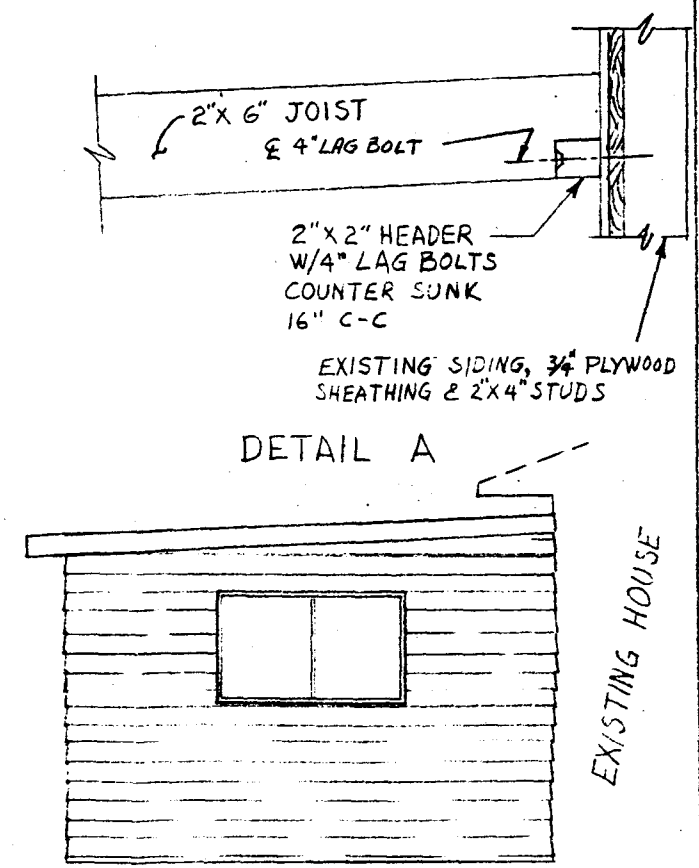 2"X 6" JOIST
℄ 4" LAG BOLT
2"X 2" HEADER
W/4" LAG BOLTS
COUNTER SUNK
16" C-C
EXISTING SIDING, 3/4" PLYWOOD
SHEATHING & 2"X 4" STUDS
DETAIL A
EXISTING HOUSE